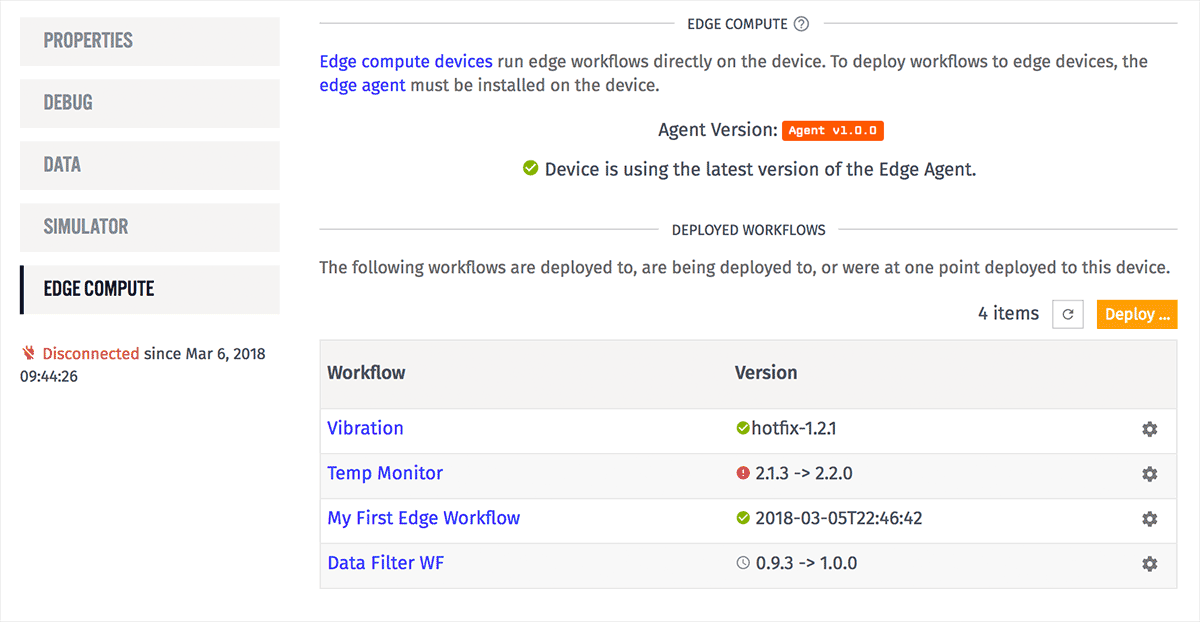 PROPERTIES
DEBUG
DATA
SIMULATOR
EDGE COMPUTE
Disconnected since Mar 6, 2018
09:44:26
EDGE COMPUTE ?
Edge compute devices run edge workflows directly on the device. To deploy workflows to edge devices, the
edge agent must be installed on the device.
Agent Version: Agent v1.0.0
Device is using the latest version of the Edge Agent.
DEPLOYED WORKFLOWS
The following workflows are deployed to, are being deployed to, or were at one point deployed to this device.
4 items Deploy ...
Workflow Version
Vibration hotfix-1.2.1
Temp Monitor 2.1.3 -> 2.2.0
My First Edge Workflow 2018-03-05T22:46:42
Data Filter WF 0.9.3 -> 1.0.0